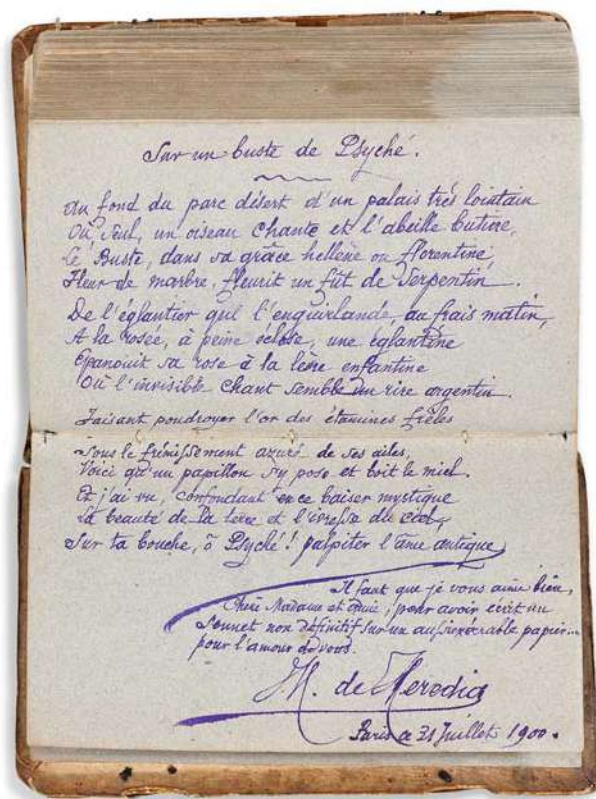 Sur un buste de Psyché.
Au fond du parc désert d'un palais très lointain
Où, seul, un oiseau chante et l'abeille butine,
Le Buste, dans sa grâce hellène ou florentine,
Fleur de marbre, fleurit un fût de Serpentin.
De l'églantier qui l'enguirlande, au frais matin,
A la rosée, à peine éclose, une églantine
Épanouit sa rose à la lèvre enfantine
Où l'invisible chant semble un rire argentin.
Faisant poudroyer l'or des étamines frêles
Sous le frémissement azuré de ses ailes,
Voici qu'un papillon s'y pose et boit le miel.
Et j'ai vu, confondant en ce baiser mystique
La beauté de la terre et l'ivresse du ciel,
Sur ta bouche, ô Psyché! palpiter l'âme antique
Il faut que je vous aime bien,
Chère Madame et amie, pour avoir écrit un
Sonnet non définitif sur un aussi exécrable papier...
pour l'amour de vous.
JM. de Heredia
Paris ce 31 Juillet 1900.